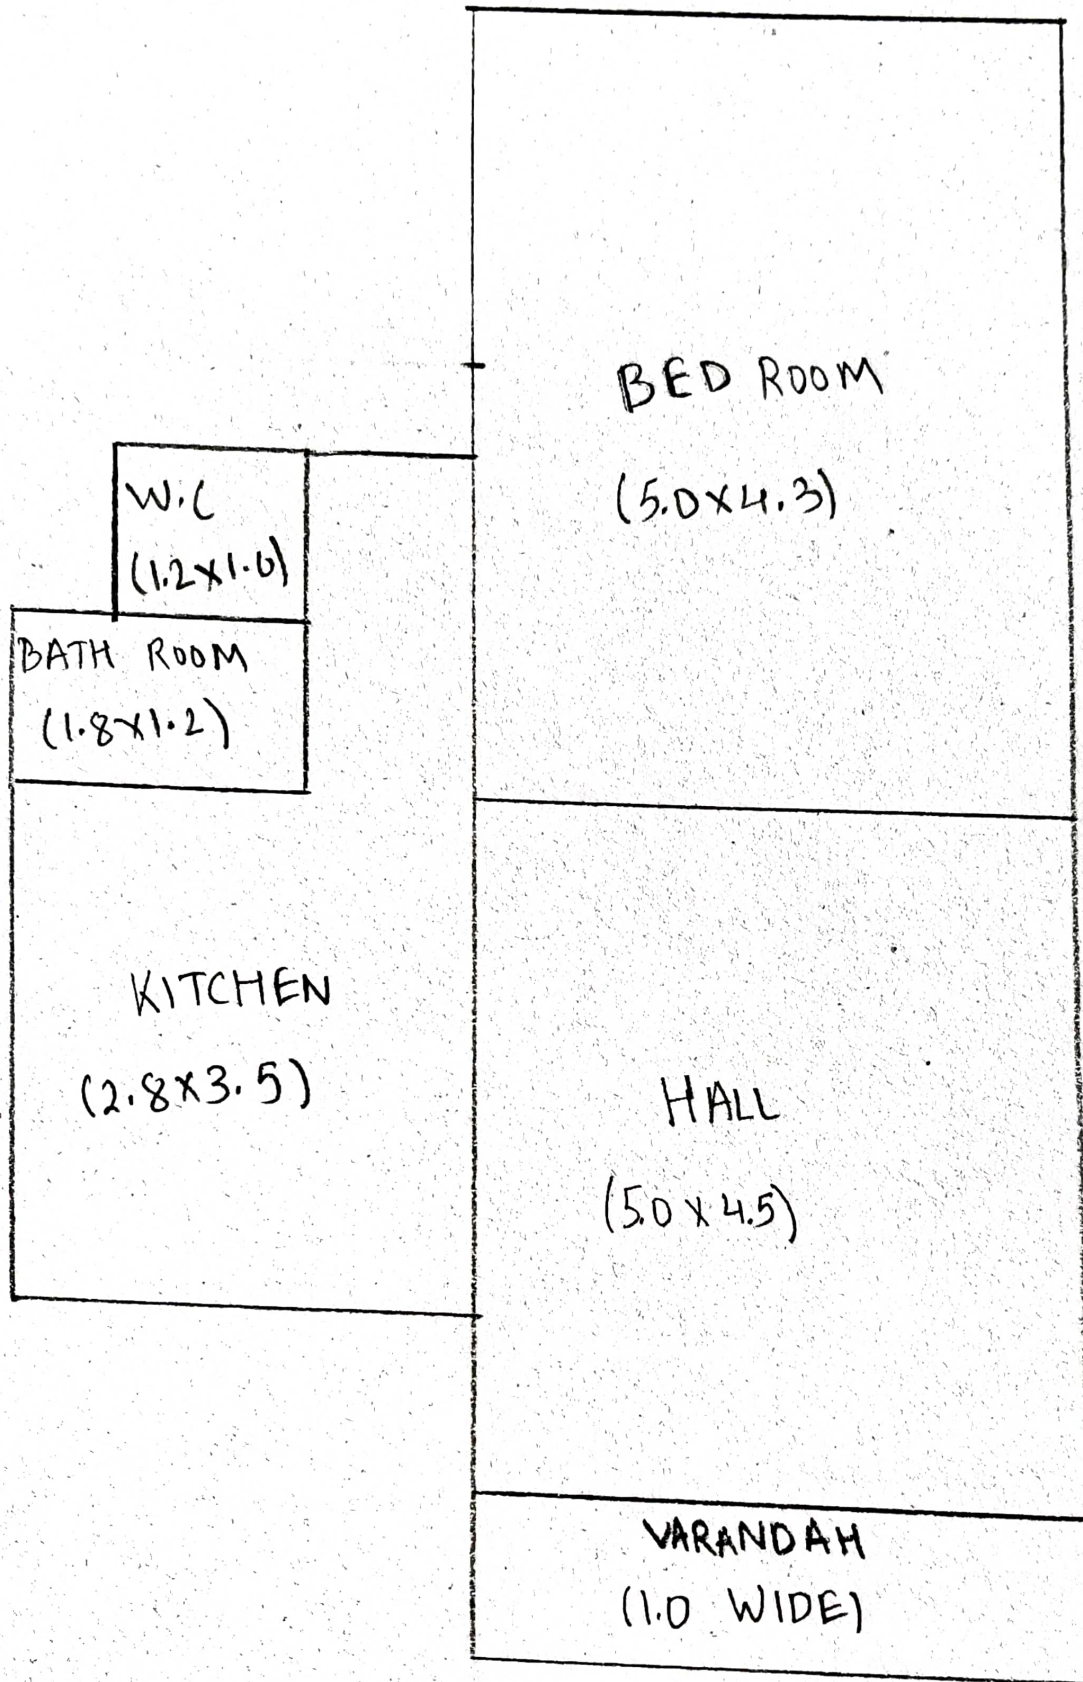 BED ROOM
(5.0X4.3)
W.C
(1.2X1.0)
BATH ROOM
(1.8X1.2)
KITCHEN
(2.8X3.5)
HALL
(5.0X4.5)
VARANDAH
(1.0 WIDE)